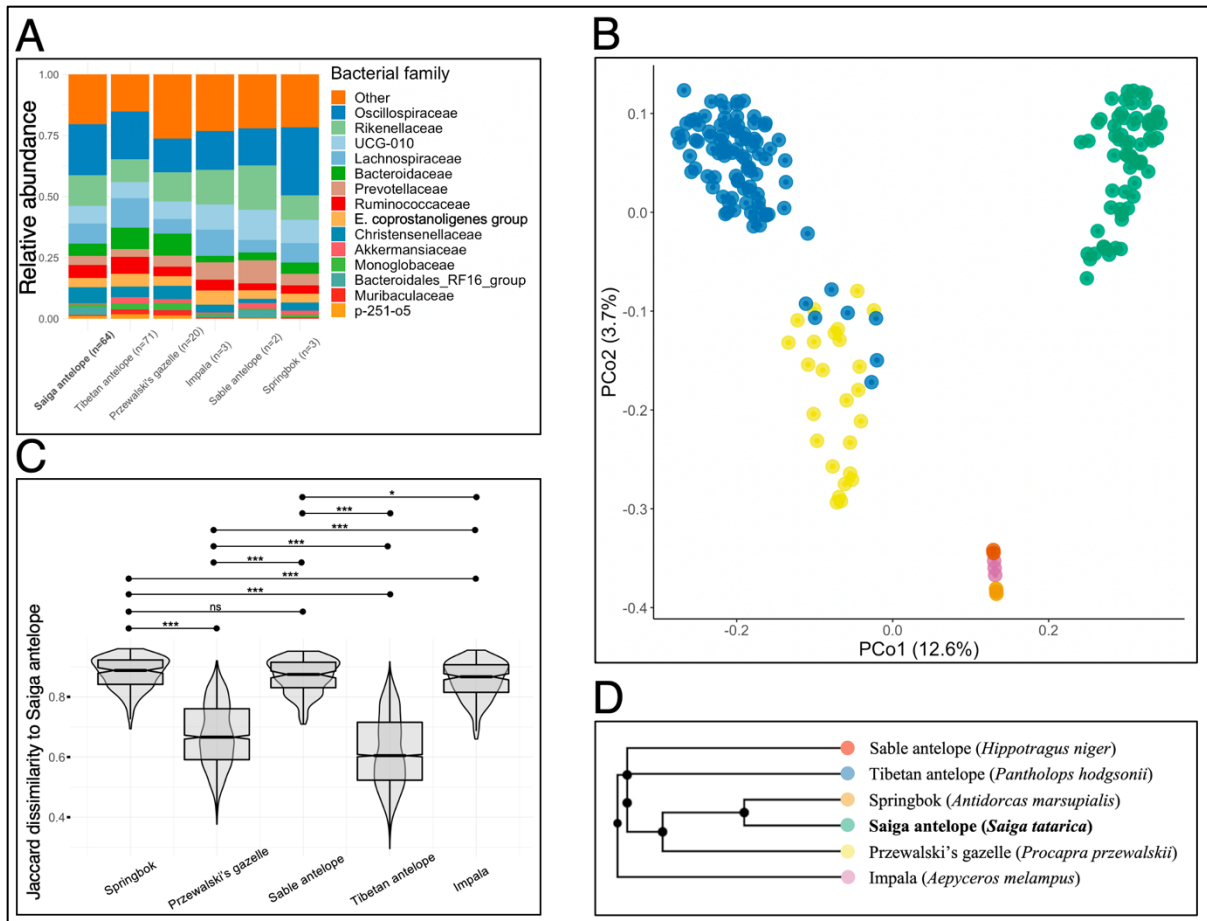 A
Relative abundance
1.00
0.75
0.50
0.25
0.00
Saiga antelope (n=64)
Tibetan antelope (n=71)
Przewalski's gazelle (n=20)
Impala (n=3)
Sable antelope (n=2)
Springbok (n=3)
Bacterial family
Other
Oscillospiraceae
Rikenellaceae
UCG-010
Lachnospiraceae
Bacteroidaceae
Prevotellaceae
Ruminococcaceae
E. coprostanoligenes group
Christensenellaceae
Akkermansiaceae
Monoglobaceae
Bacteroidales_RF16_group
Muribaculaceae
p-251-o5
B
PCo2 (3.7%)
0.1
0.0
-0.1
-0.2
-0.3
-0.4
-0.2
0.0
0.2
PCo1 (12.6%)
C
Jaccard dissimilarity to Saiga antelope
*
***
***
***
***
***
***
ns
***
0.8
0.6
0.4
Springbok
Przewalski's gazelle
Sable antelope
Tibetan antelope
Impala
D
Sable antelope (Hippotragus niger)
Tibetan antelope (Pantholops hodgsonii)
Springbok (Antidorcas marsupialis)
Saiga antelope (Saiga tatarica)
Przewalski's gazelle (Procapra przewalskii)
Impala (Aepyceros melampus)